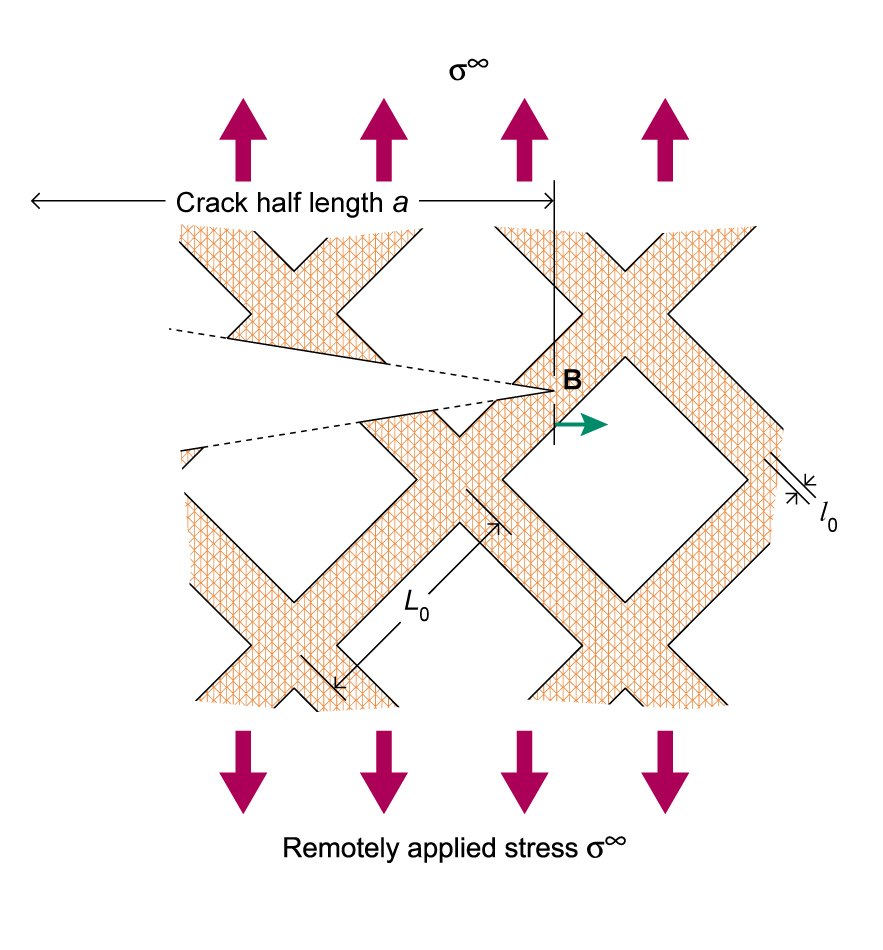 σ∞
Crack half length a
B
l0
L0
Remotely applied stress σ∞